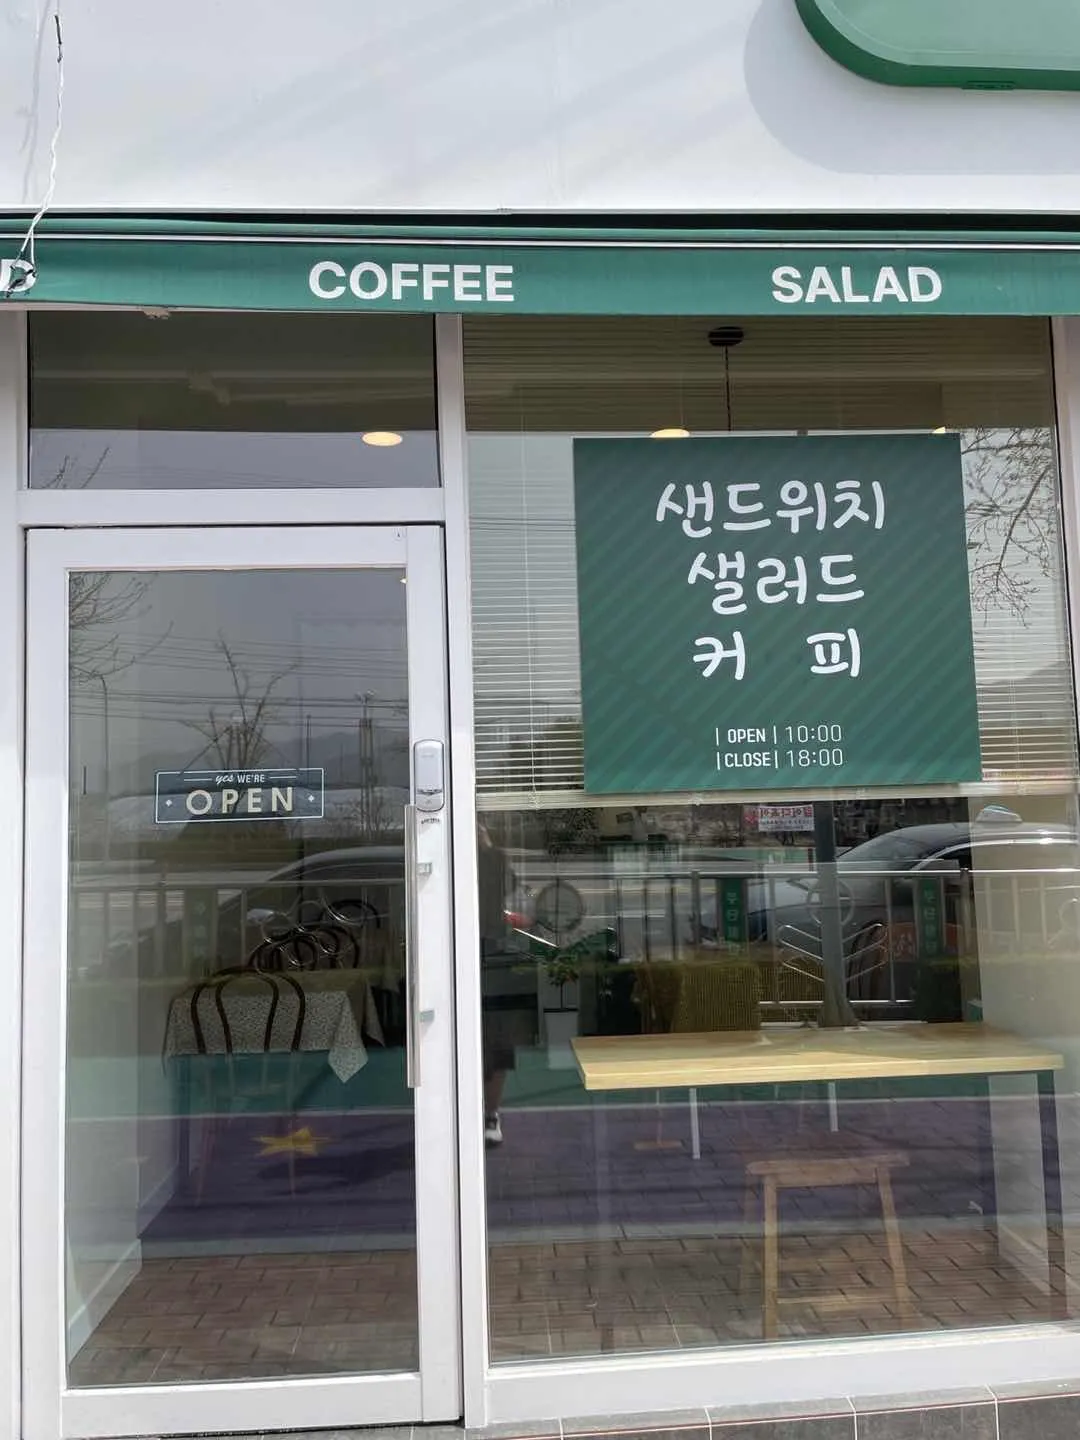 COFFEE SALAD
샌드위치
샐러드
커 피
| OPEN | 10:00
| CLOSE | 18:00
yes WE'RE
OPEN